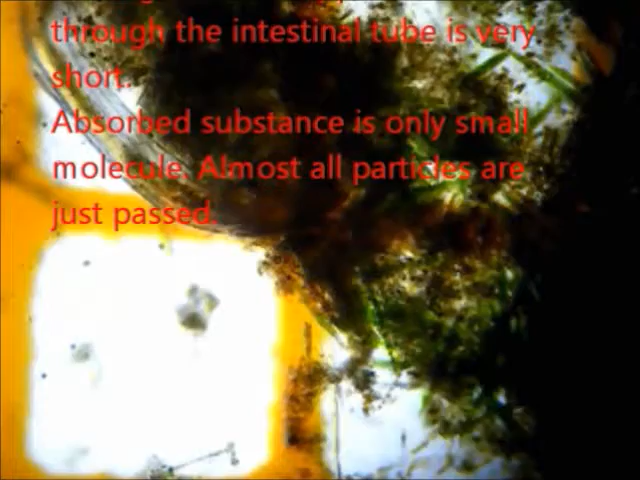 through the intestinal tube is very
short.
Absorbed substance is only small
molecule. Almost all particles are
just passed.